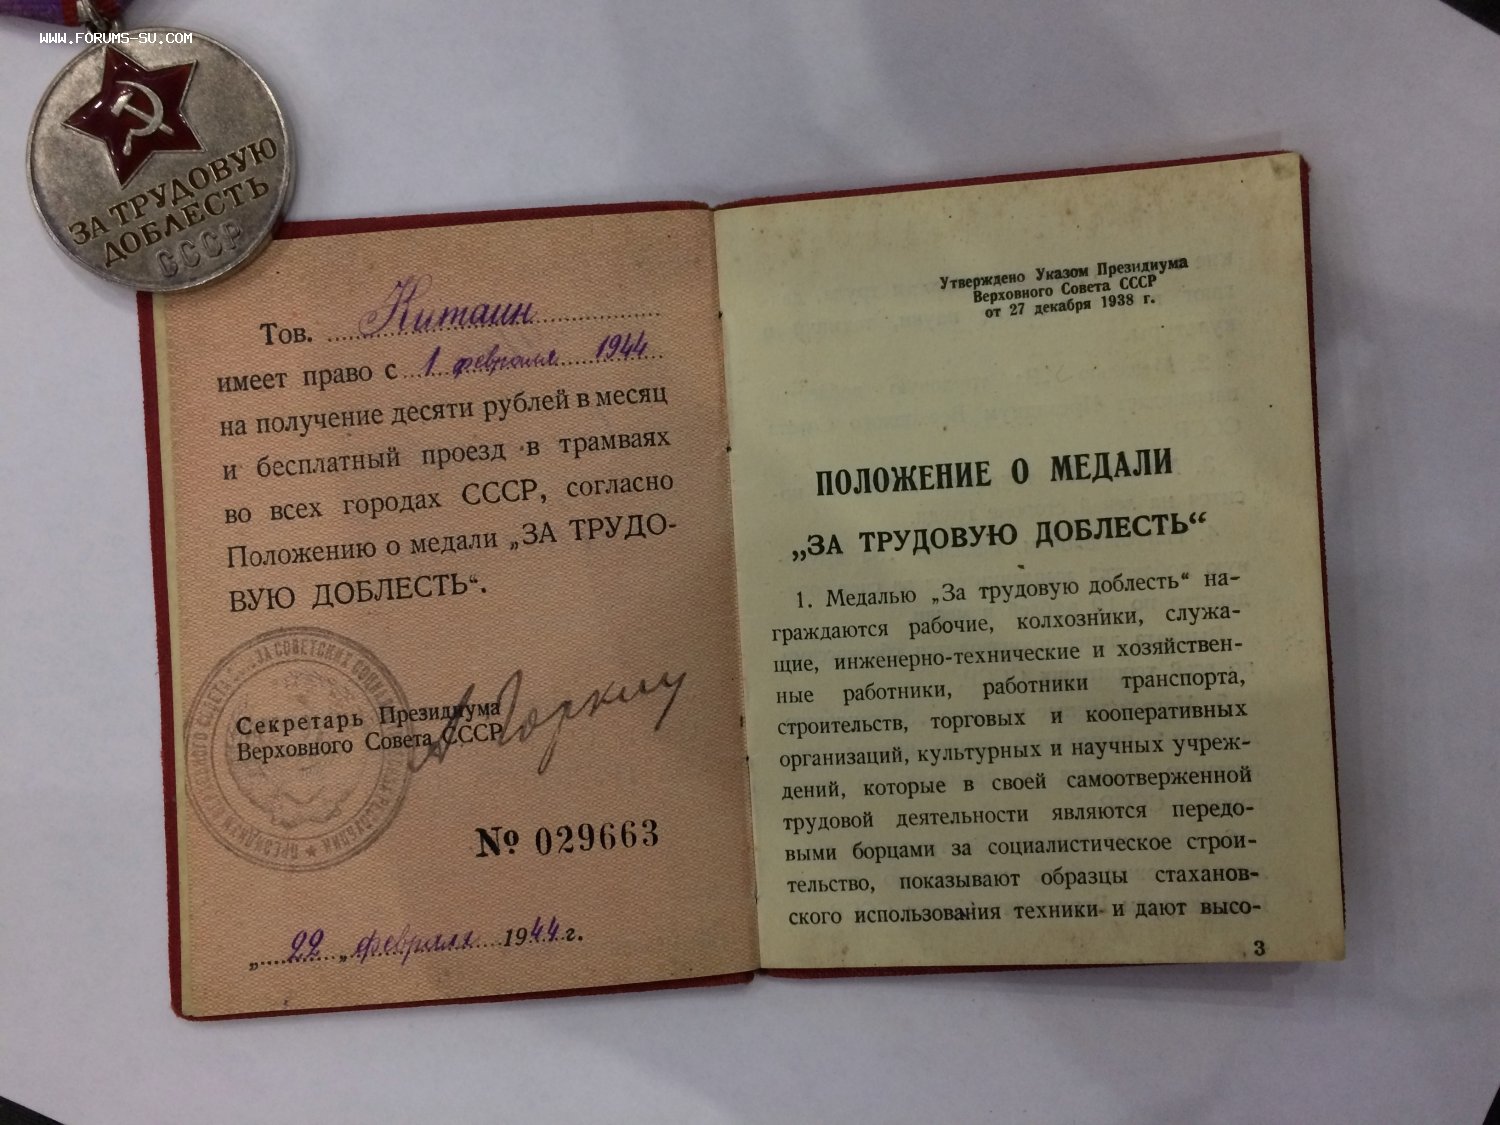 WWW.FORUMS-SU.COM
ЗА ТРУДОВУЮ
ДОБЛЕСТЬ
СССР
Тов. Китаин
имеет право с 1 февраля 1944
на получение десяти рублей в месяц
и бесплатный проезд в трамваях
во всех городах СССР, согласно
Положению о медали „ЗА ТРУДО-
ВУЮ ДОБЛЕСТЬ“.
Секретарь Президиума
Верховного Совета СССР
№ 029663
„22„ февраля 1944 г.
Утверждено Указом Президиума
Верховного Совета СССР
от 27 декабря 1938 г.
ПОЛОЖЕНИЕ О МЕДАЛИ
„ЗА ТРУДОВУЮ ДОБЛЕСТЬ“
1. Медалью „За трудовую доблесть“ на-
граждаются рабочие, колхозники, служа-
щие, инженерно-технические и хозяйствен-
ные работники, работники транспорта,
строительств, торговых и кооперативных
организаций, культурных и научных учреж-
дений, которые в своей самоотверженной
трудовой деятельности являются передо-
выми борцами за социалистическое строи-
тельство, показывают образцы стаханов-
ского использования техники и дают высо-
3